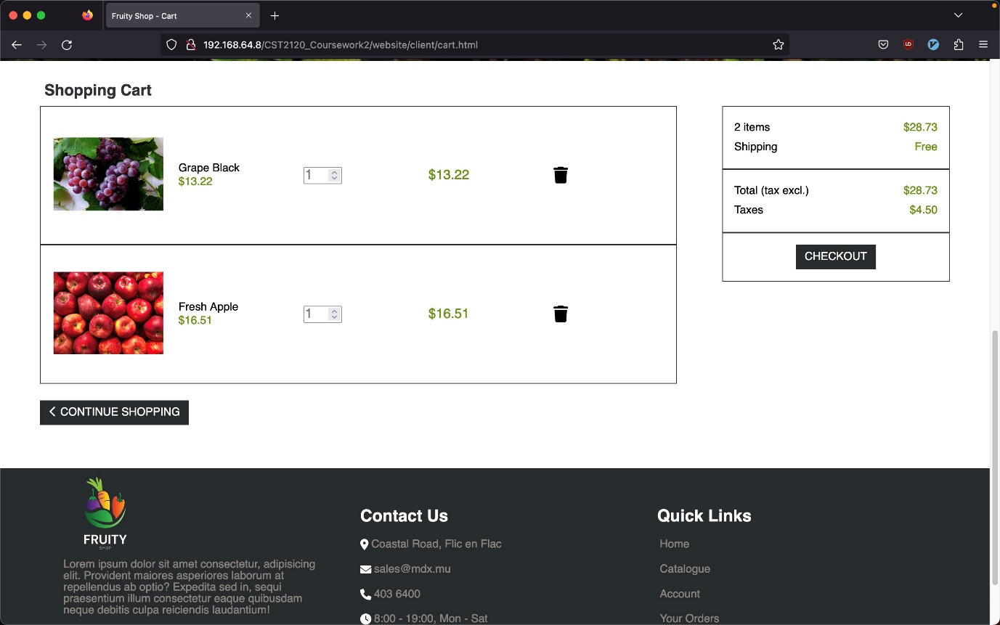 Fruity Shop - Cart
192.168.64.8/CST2120_Coursework2/website/client/cart.html
Shopping Cart
Grape Black
$13.22
1
$13.22
Fresh Apple
$16.51
1
$16.51
CONTINUE SHOPPING
2 items $28.73
Shipping Free
Total (tax excl.) $28.73
Taxes $4.50
CHECKOUT
FRUITY
SHOP
Lorem ipsum dolor sit amet consectetur, adipisicing
elit. Provident maiores asperiores laborum at
repellendus ab optio? Expedita sed in, sequi
praesentium illum consectetur eaque quibusdam
neque debitis culpa reiciendis laudantium!
Contact Us
Coastal Road, Flic en Flac
sales@mdx.mu
403 6400
8:00 - 19:00, Mon - Sat
Quick Links
Home
Catalogue
Account
Your Orders